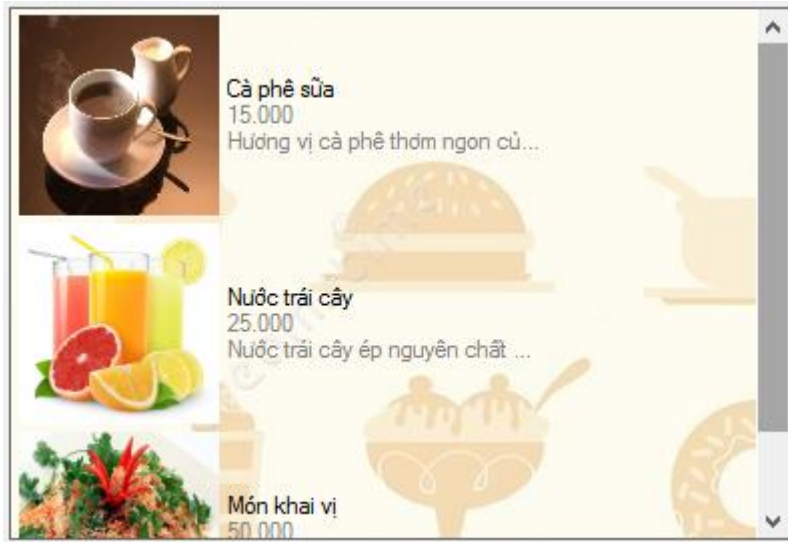 Cà phê sữa
15.000
Hương vị cà phê thơm ngon củ...
Nước trái cây
25.000
Nước trái cây ép nguyên chất ...
Món khai vị
50.000